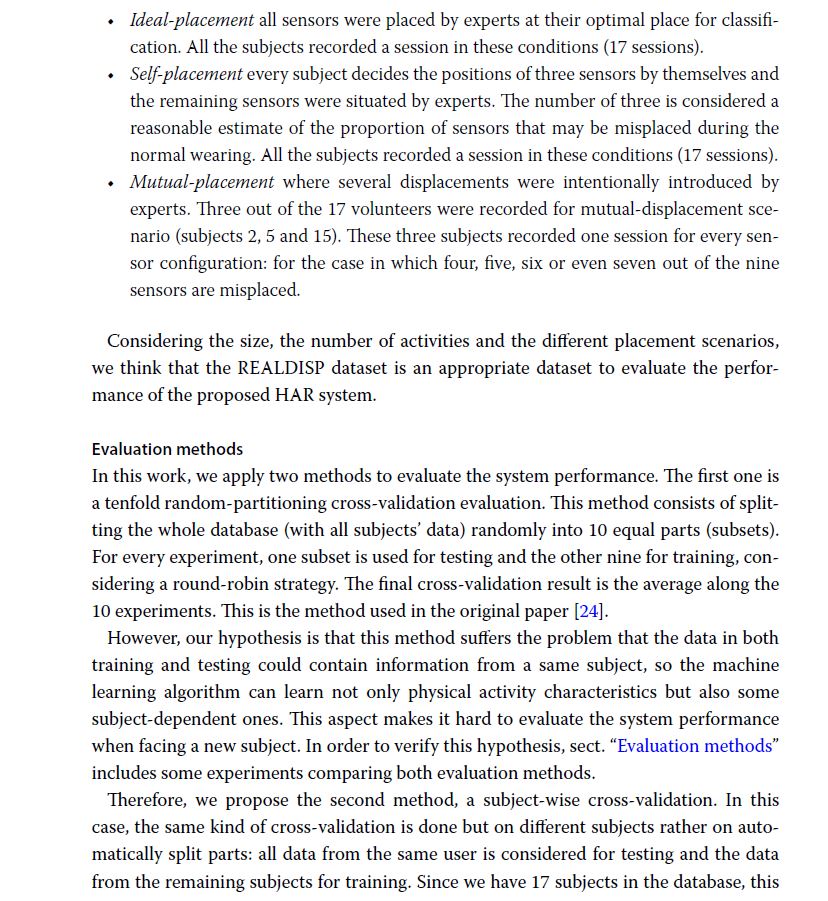 • Ideal-placement all sensors were placed by experts at their optimal place for classifi-
cation. All the subjects recorded a session in these conditions (17 sessions).
• Self-placement every subject decides the positions of three sensors by themselves and
the remaining sensors were situated by experts. The number of three is considered a
reasonable estimate of the proportion of sensors that may be misplaced during the
normal wearing. All the subjects recorded a session in these conditions (17 sessions).
• Mutual-placement where several displacements were intentionally introduced by
experts. Three out of the 17 volunteers were recorded for mutual-displacement sce-
nario (subjects 2, 5 and 15). These three subjects recorded one session for every sen-
sor configuration: for the case in which four, five, six or even seven out of the nine
sensors are misplaced.
Considering the size, the number of activities and the different placement scenarios,
we think that the REALDISP dataset is an appropriate dataset to evaluate the perfor-
mance of the proposed HAR system.
Evaluation methods
In this work, we apply two methods to evaluate the system performance. The first one is
a tenfold random-partitioning cross-validation evaluation. This method consists of split-
ting the whole database (with all subjects’ data) randomly into 10 equal parts (subsets).
For every experiment, one subset is used for testing and the other nine for training, con-
sidering a round-robin strategy. The final cross-validation result is the average along the
10 experiments. This is the method used in the original paper [24].
However, our hypothesis is that this method suffers the problem that the data in both
training and testing could contain information from a same subject, so the machine
learning algorithm can learn not only physical activity characteristics but also some
subject-dependent ones. This aspect makes it hard to evaluate the system performance
when facing a new subject. In order to verify this hypothesis, sect. “Evaluation methods”
includes some experiments comparing both evaluation methods.
Therefore, we propose the second method, a subject-wise cross-validation. In this
case, the same kind of cross-validation is done but on different subjects rather on auto-
matically split parts: all data from the same user is considered for testing and the data
from the remaining subjects for training. Since we have 17 subjects in the database, this